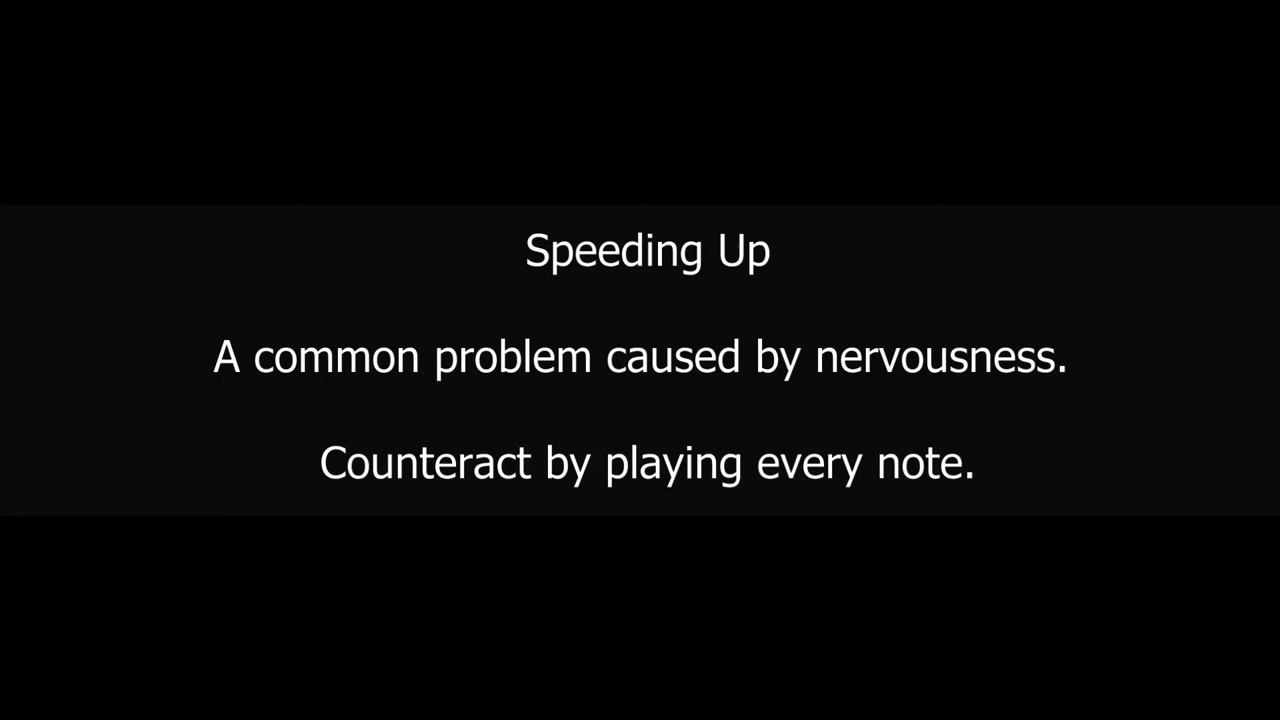 Speeding Up
A common problem caused by nervousness.
Counteract by playing every note.